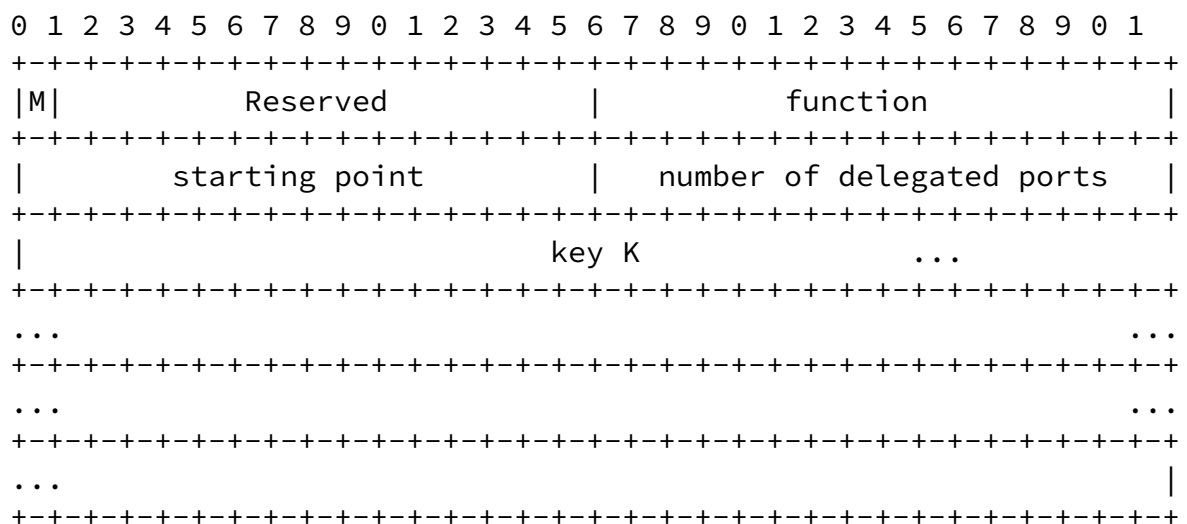 0 1 2 3 4 5 6 7 8 9 0 1 2 3 4 5 6 7 8 9 0 1 2 3 4 5 6 7 8 9 0 1
+-+-+-+-+-+-+-+-+-+-+-+-+-+-+-+-+-+-+-+-+-+-+-+-+-+-+-+-+-+-+-+-+
|M|          Reserved           |          function             |
+-+-+-+-+-+-+-+-+-+-+-+-+-+-+-+-+-+-+-+-+-+-+-+-+-+-+-+-+-+-+-+-+
|        starting point         |   number of delegated ports   |
+-+-+-+-+-+-+-+-+-+-+-+-+-+-+-+-+-+-+-+-+-+-+-+-+-+-+-+-+-+-+-+-+
|                             key K               ...
+-+-+-+-+-+-+-+-+-+-+-+-+-+-+-+-+-+-+-+-+-+-+-+-+-+-+-+-+-+-+-+-+
...                                                           ...
+-+-+-+-+-+-+-+-+-+-+-+-+-+-+-+-+-+-+-+-+-+-+-+-+-+-+-+-+-+-+-+-+
...                                                           ...
+-+-+-+-+-+-+-+-+-+-+-+-+-+-+-+-+-+-+-+-+-+-+-+-+-+-+-+-+-+-+-+-+
...                                                             |
+-+-+-+-+-+-+-+-+-+-+-+-+-+-+-+-+-+-+-+-+-+-+-+-+-+-+-+-+-+-+-+-+